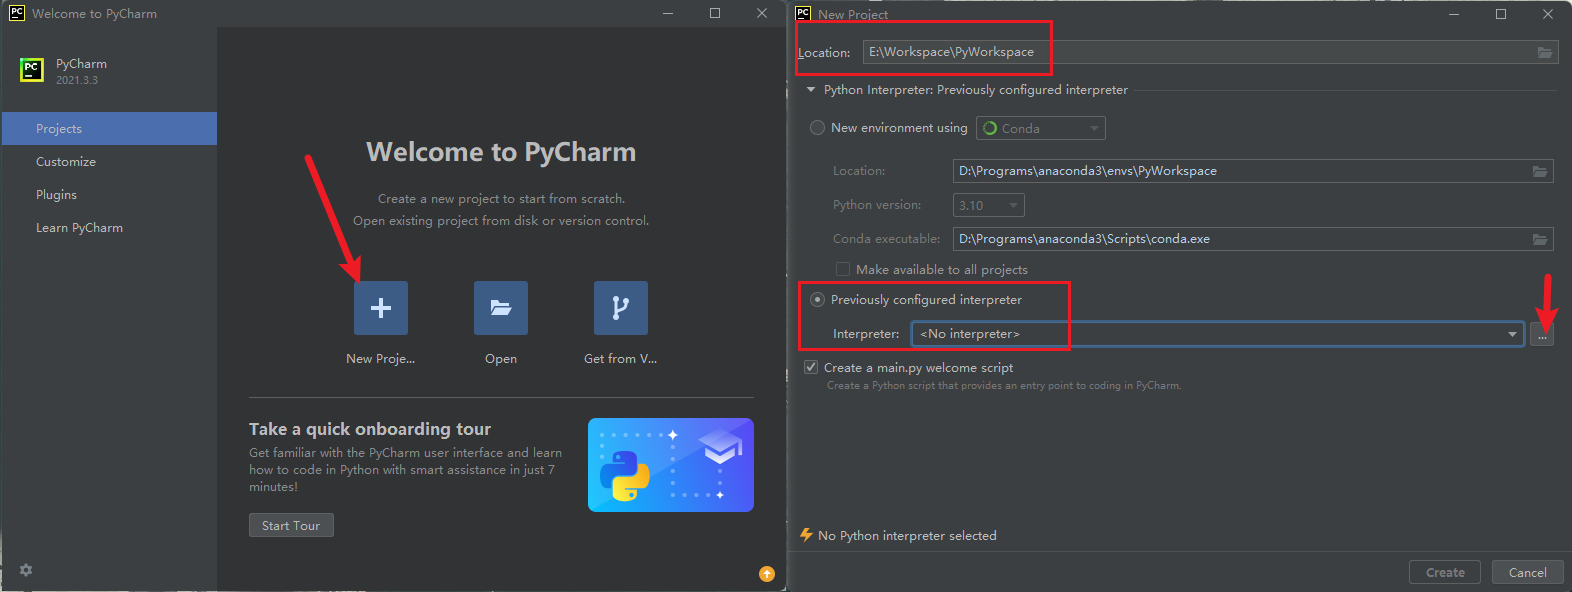 PC Welcome to PyCharm
PC PyCharm
2021.3.3
Projects
Customize
Plugins
Learn PyCharm
Welcome to PyCharm
Create a new project to start from scratch.
Open existing project from disk or version control.
New Proje...
Open
Get from V...
Take a quick onboarding tour
Get familiar with the PyCharm user interface and learn
how to code in Python with smart assistance in just 7
minutes!
Start Tour
PC New Project
Location: E:\Workspace\PyWorkspace
Python Interpreter: Previously configured interpreter
New environment using Conda
Location: D:\Programs\anaconda3\envs\PyWorkspace
Python version: 3.10
Conda executable: D:\Programs\anaconda3\Scripts\conda.exe
Make available to all projects
Previously configured interpreter
Interpreter: <No interpreter> ...
Create a main.py welcome script
Create a Python script that provides an entry point to coding in PyCharm.
No Python interpreter selected
Create Cancel